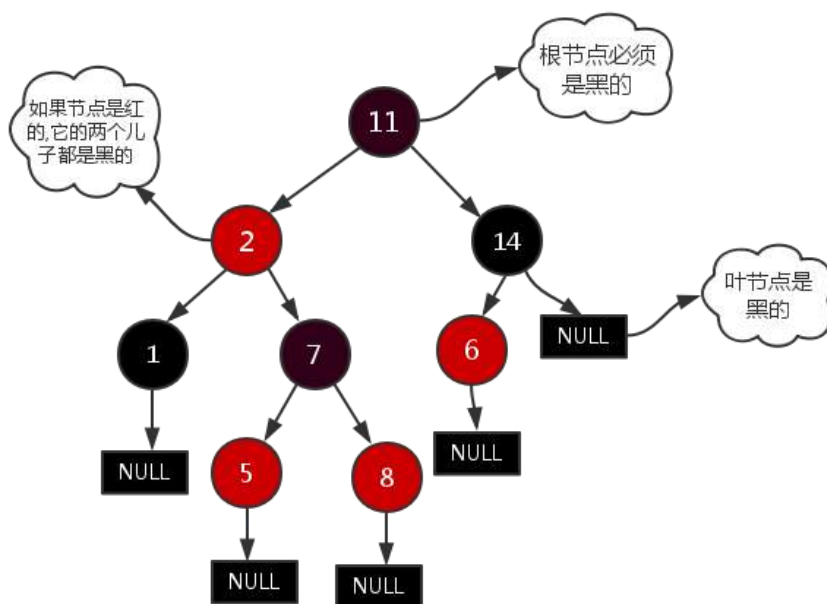 根节点必须
是黑的
如果节点是红
的,它的两个儿
子都是黑的
11
2
14
叶节点是
黑的
1
7
6
NULL
NULL
5
8
NULL
NULL
NULL